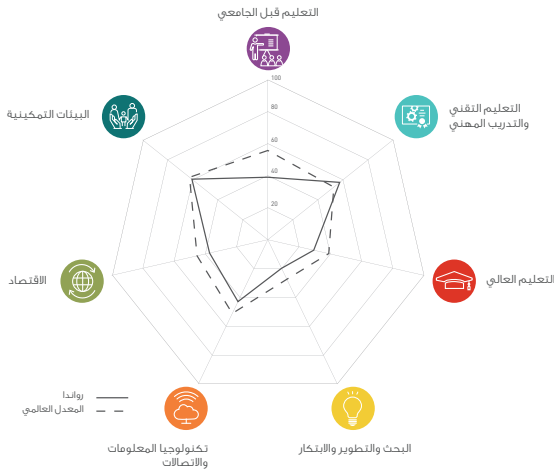 التعليم قبل الجامعي
100
80
60
40
20
التعليم التقني
والتدريب المهني
البيئات التمكينية
التعليم العالي
الاقتصاد
رواندا
المعدل العالمي
تكنولوجيا المعلومات
والاتصالات
البحث والتطوير والابتكار